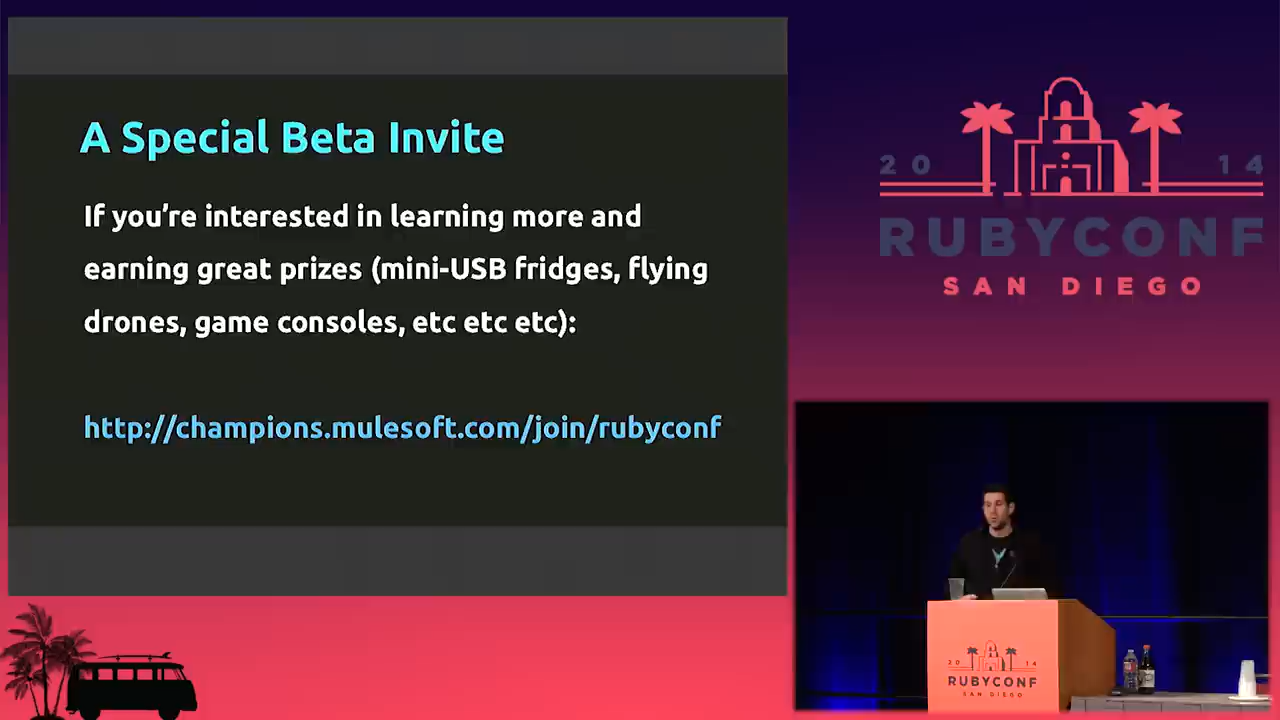 A Special Beta Invite
If you're interested in learning more and
earning great prizes (mini-USB fridges, flying
drones, game consoles, etc etc etc):
http://champions.mulesoft.com/join/rubyconf
20 14
RUBYCONF
SAN DIEGO
20 14
RUBYCONF
SAN DIEGO